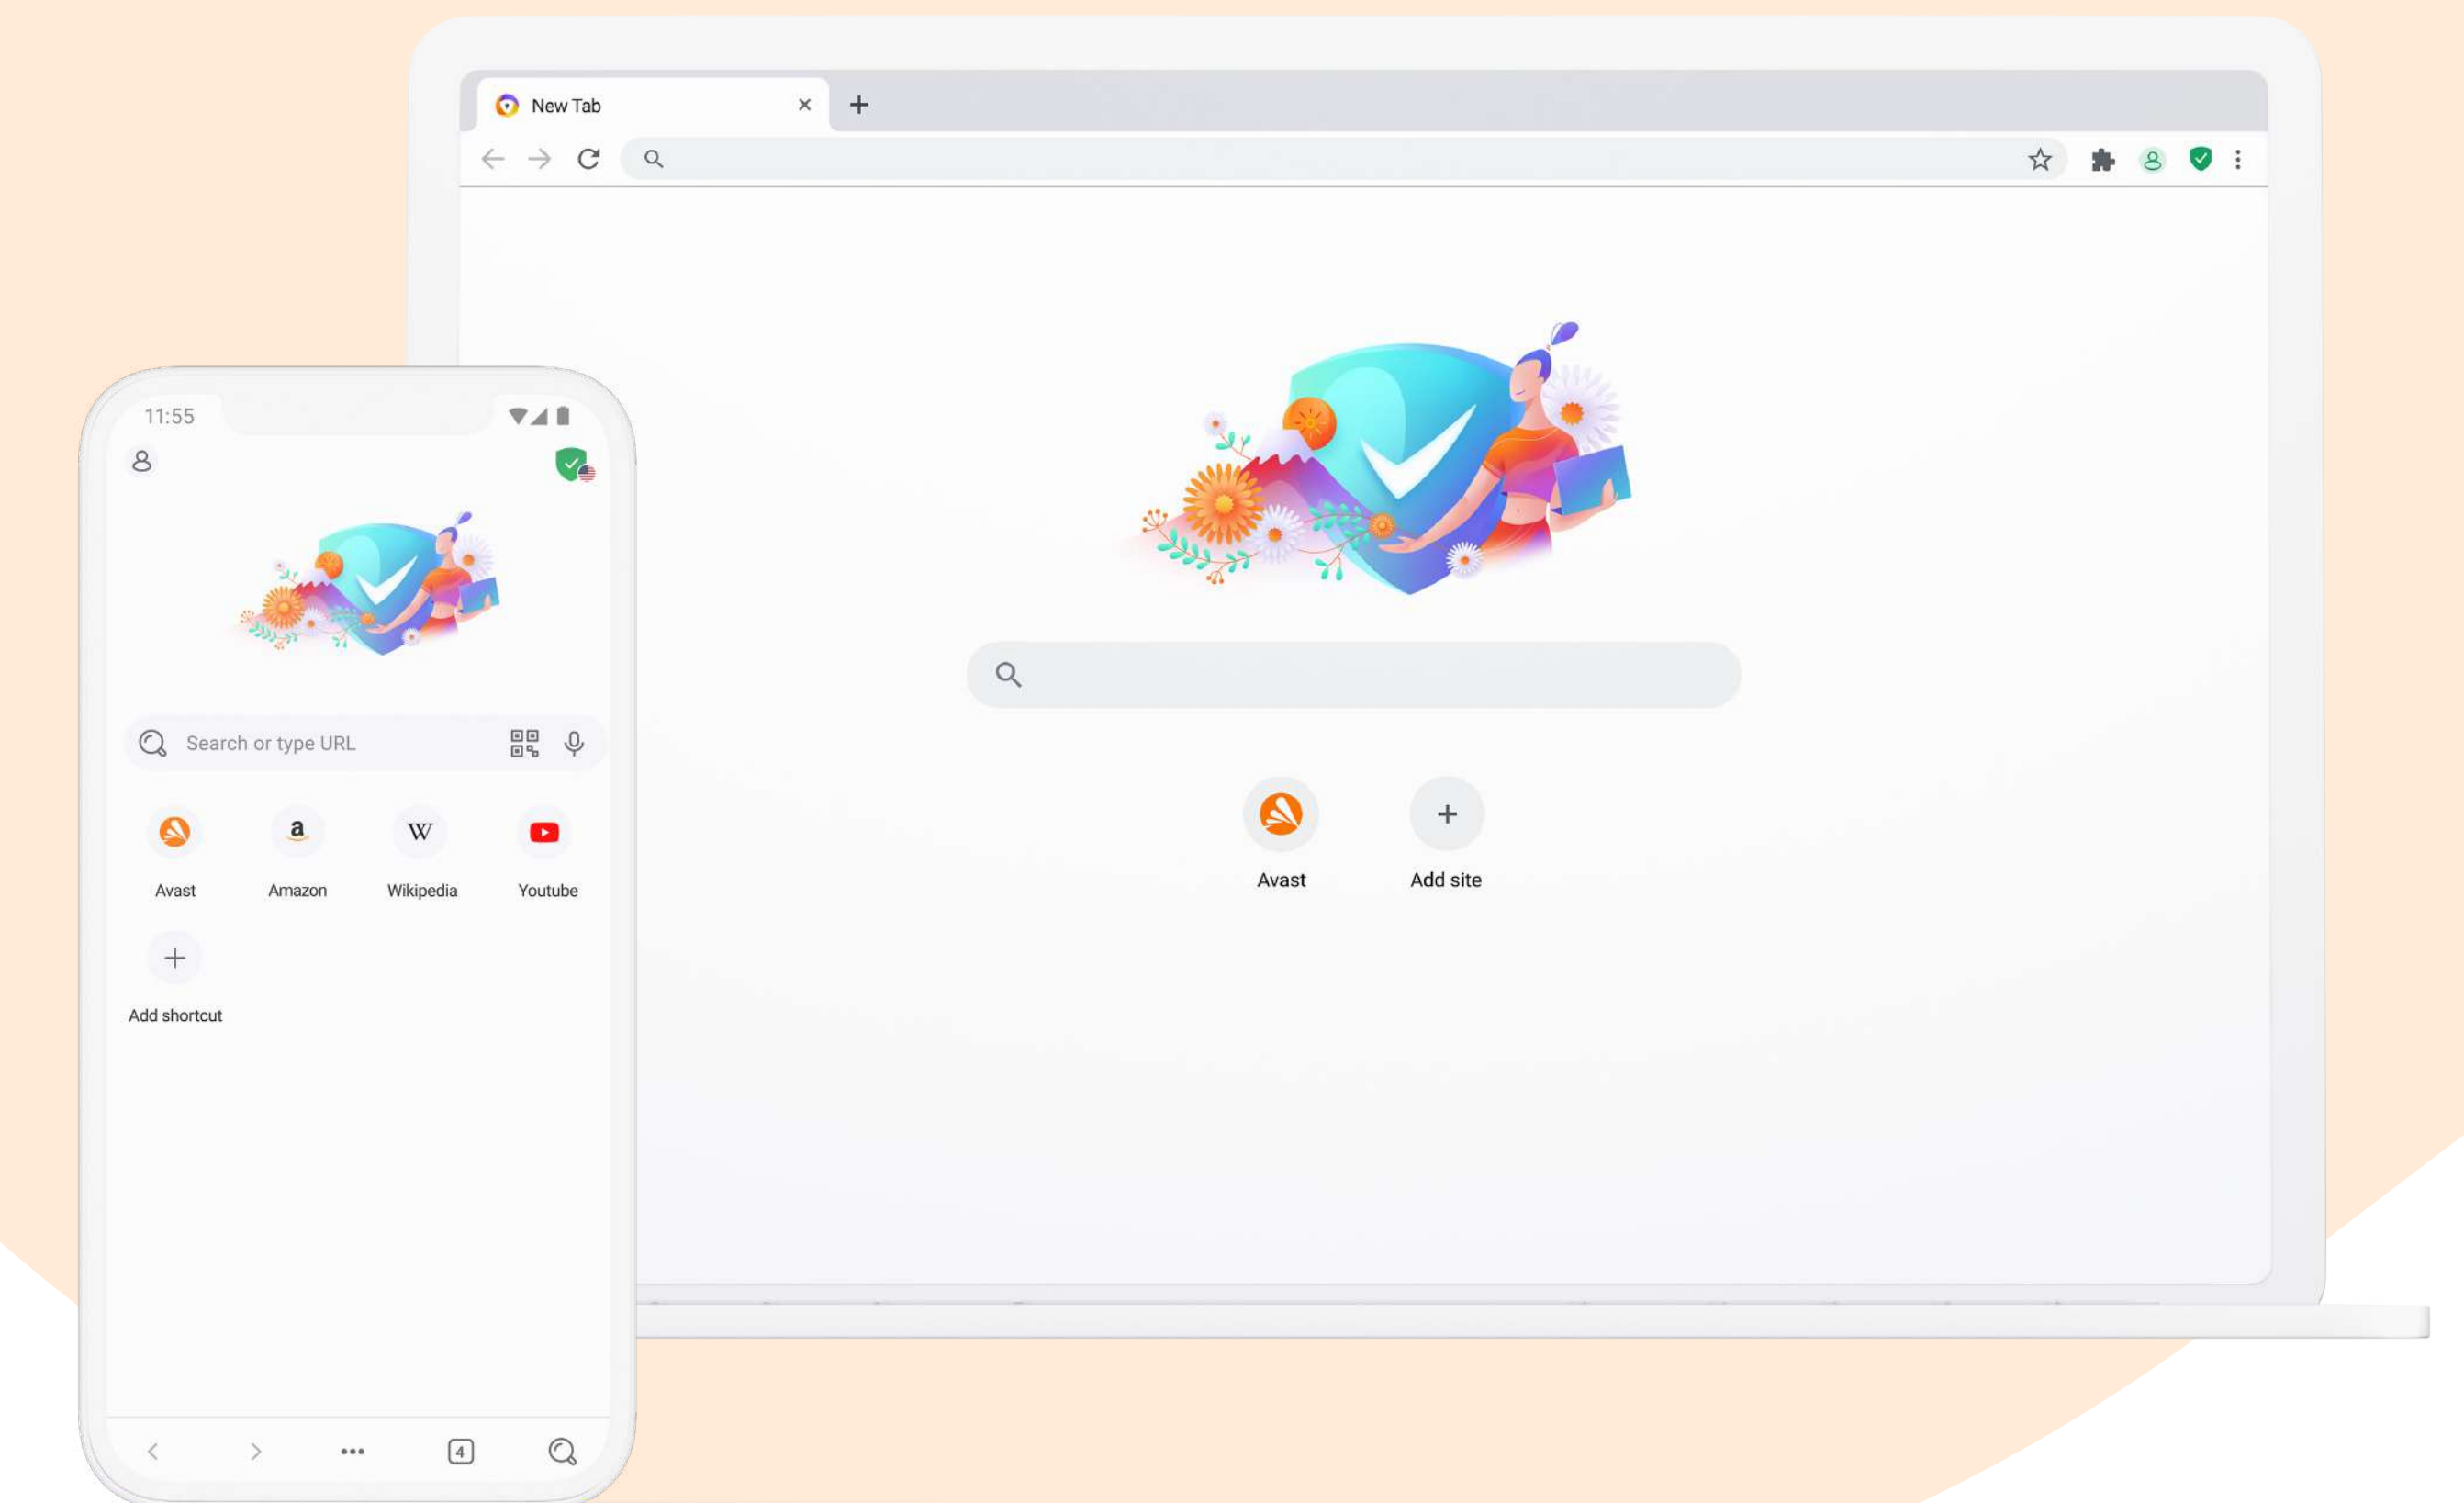 New Tab
11:55
Search or type URL
Avast
Amazon
Wikipedia
Youtube
Add shortcut
4
Avast
Add site